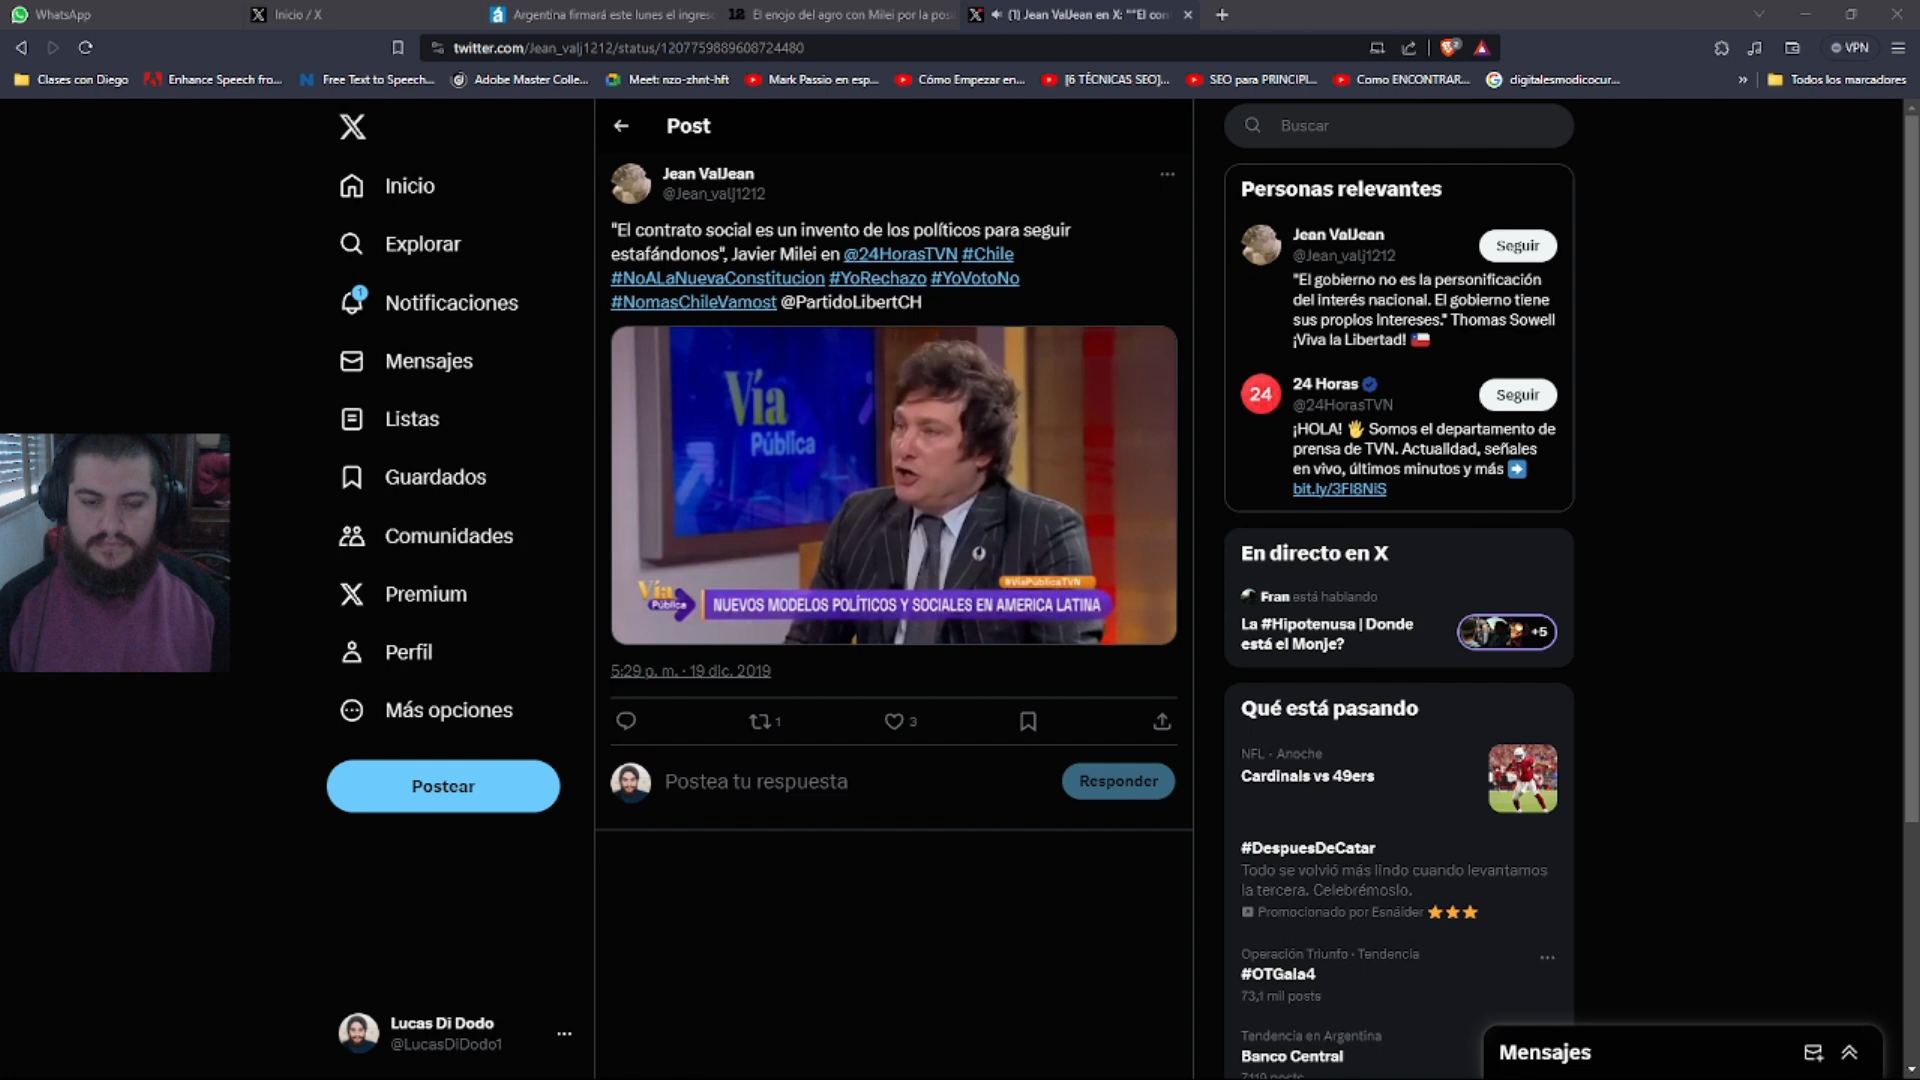 WhatsApp
Inicio / X
Argentina firmará este lunes el ingres
El enojo del agro con Milei por la posi
(1) Jean ValJean en X: ""El con
twitter.com/Jean_valj1212/status/1207759889608724480
VPN
Clases con Diego
Enhance Speech fro...
Free Text to Speech...
Adobe Master Colle...
Meet: nzo-zhnt-hft
Mark Passio en esp...
Cómo Empezar en...
[6 TÉCNICAS SEO]...
SEO para PRINCIPI...
Como ENCONTRAR...
digitalesmodicocur...
Todos los marcadores
Inicio
Explorar
1
Notificaciones
Mensajes
Listas
Guardados
Comunidades
Premium
Perfil
Más opciones
Postear
Lucas Di Dodo
@LucasDiDodo1
Post
Jean ValJean
@Jean_valj1212
"El contrato social es un invento de los políticos para seguir
estafándonos", Javier Milei en @24HorasTVN #Chile
#NoALaNuevaConstitucion #YoRechazo #YoVotoNo
#NomasChileVamost @PartidoLibertCH
Vía
Pública
#VíaPúblicaTVN
Vía
Pública
NUEVOS MODELOS POLÍTICOS Y SOCIALES EN AMERICA LATINA
5:29 p. m. · 19 dic. 2019
1
3
Postea tu respuesta
Responder
Buscar
Personas relevantes
Jean ValJean
@Jean_valj1212
Seguir
"El gobierno no es la personificación
del interés nacional. El gobierno tiene
sus propios intereses." Thomas Sowell
¡Viva la Libertad! 🇨🇱
24
24 Horas
@24HorasTVN
Seguir
¡HOLA! 🖐 Somos el departamento de
prensa de TVN. Actualidad, señales
en vivo, últimos minutos y más ➡️
bit.ly/3FI8NiS
En directo en X
Fran está hablando
La #Hipotenusa | Donde
está el Monje?
+5
Qué está pasando
NFL · Anoche
Cardinals vs 49ers
#DespuesDeCatar
Todo se volvió más lindo cuando levantamos
la tercera. Celebrémoslo.
Promocionado por Esnáider ⭐⭐⭐
Operación Triunfo · Tendencia
#OTGala4
73,1 mil posts
Tendencia en Argentina
Banco Central
Mensajes